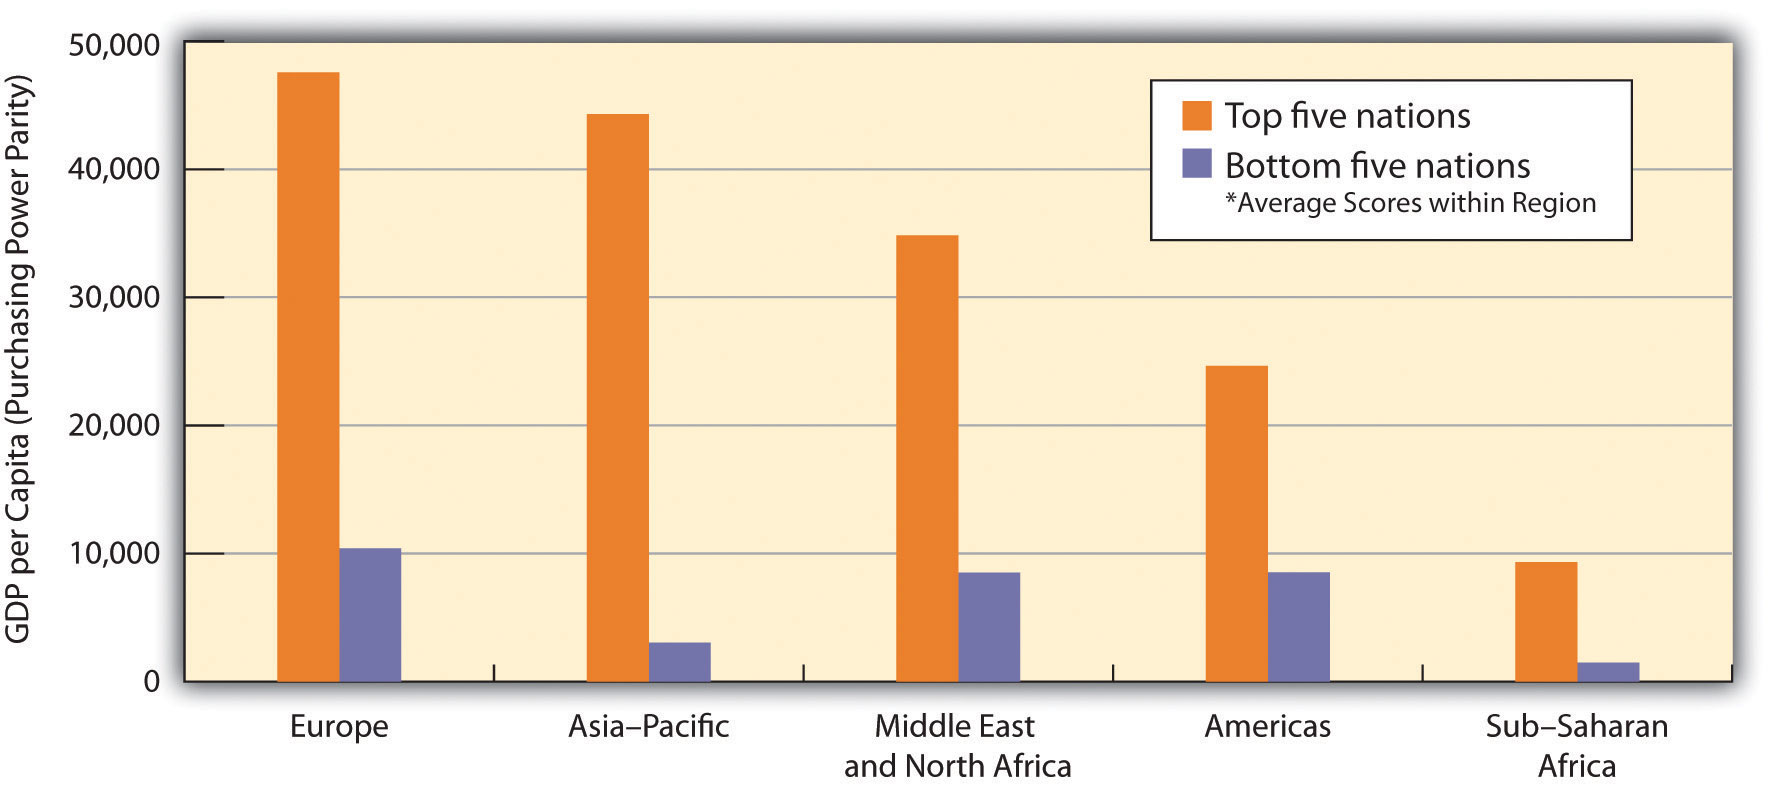 GDP per Capita (Purchasing Power Parity)
50,000
40,000
30,000
20,000
10,000
0
Top five nations
Bottom five nations
*Average Scores within Region
Europe
Asia–Pacific
Middle East
and North Africa
Americas
Sub–Saharan
Africa